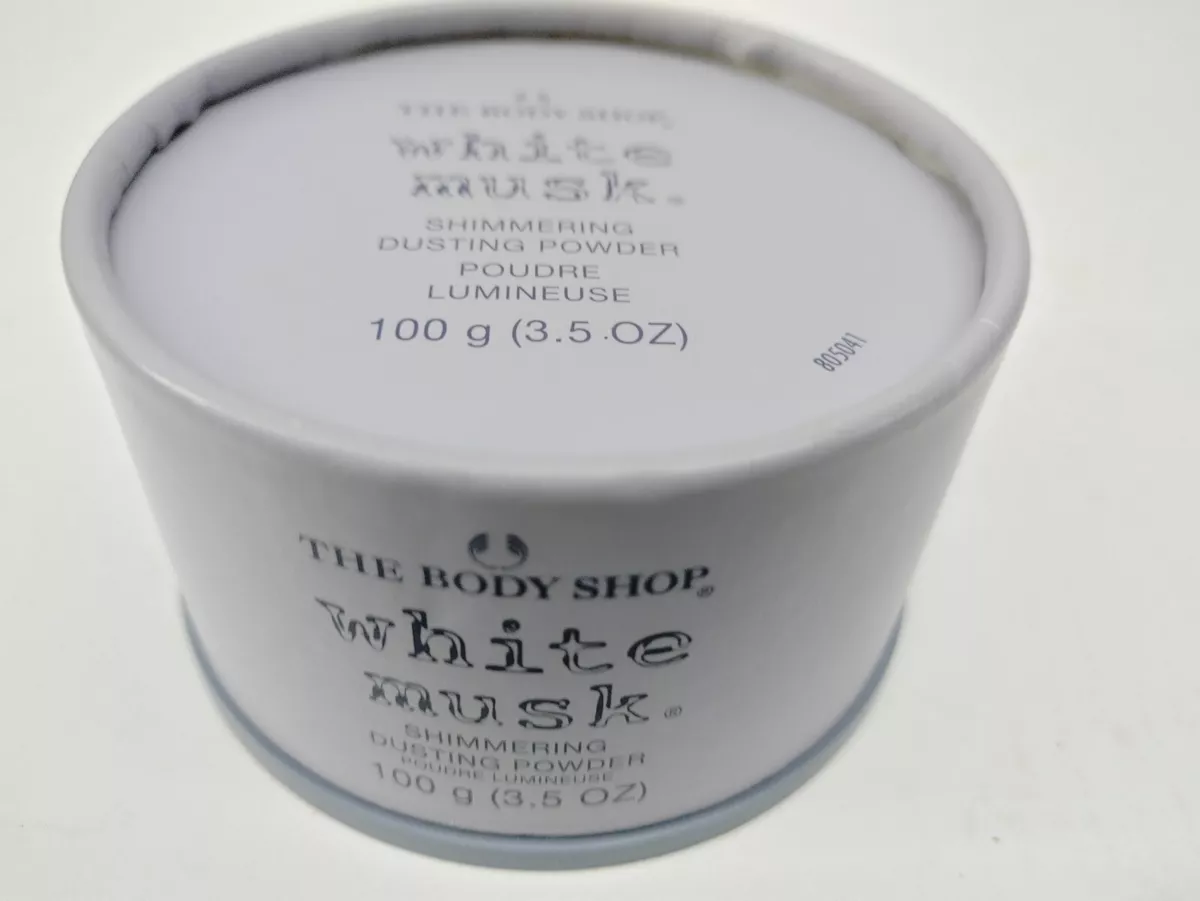 THE BODY SHOP
white
musk®
SHIMMERING
DUSTING POWDER
POUDRE
LUMINEUSE
100 g (3.5 OZ)
805041
THE BODY SHOP®
white
musk®
SHIMMERING
DUSTING POWDER
POUDRE LUMINEUSE
100 g (3.5 OZ)